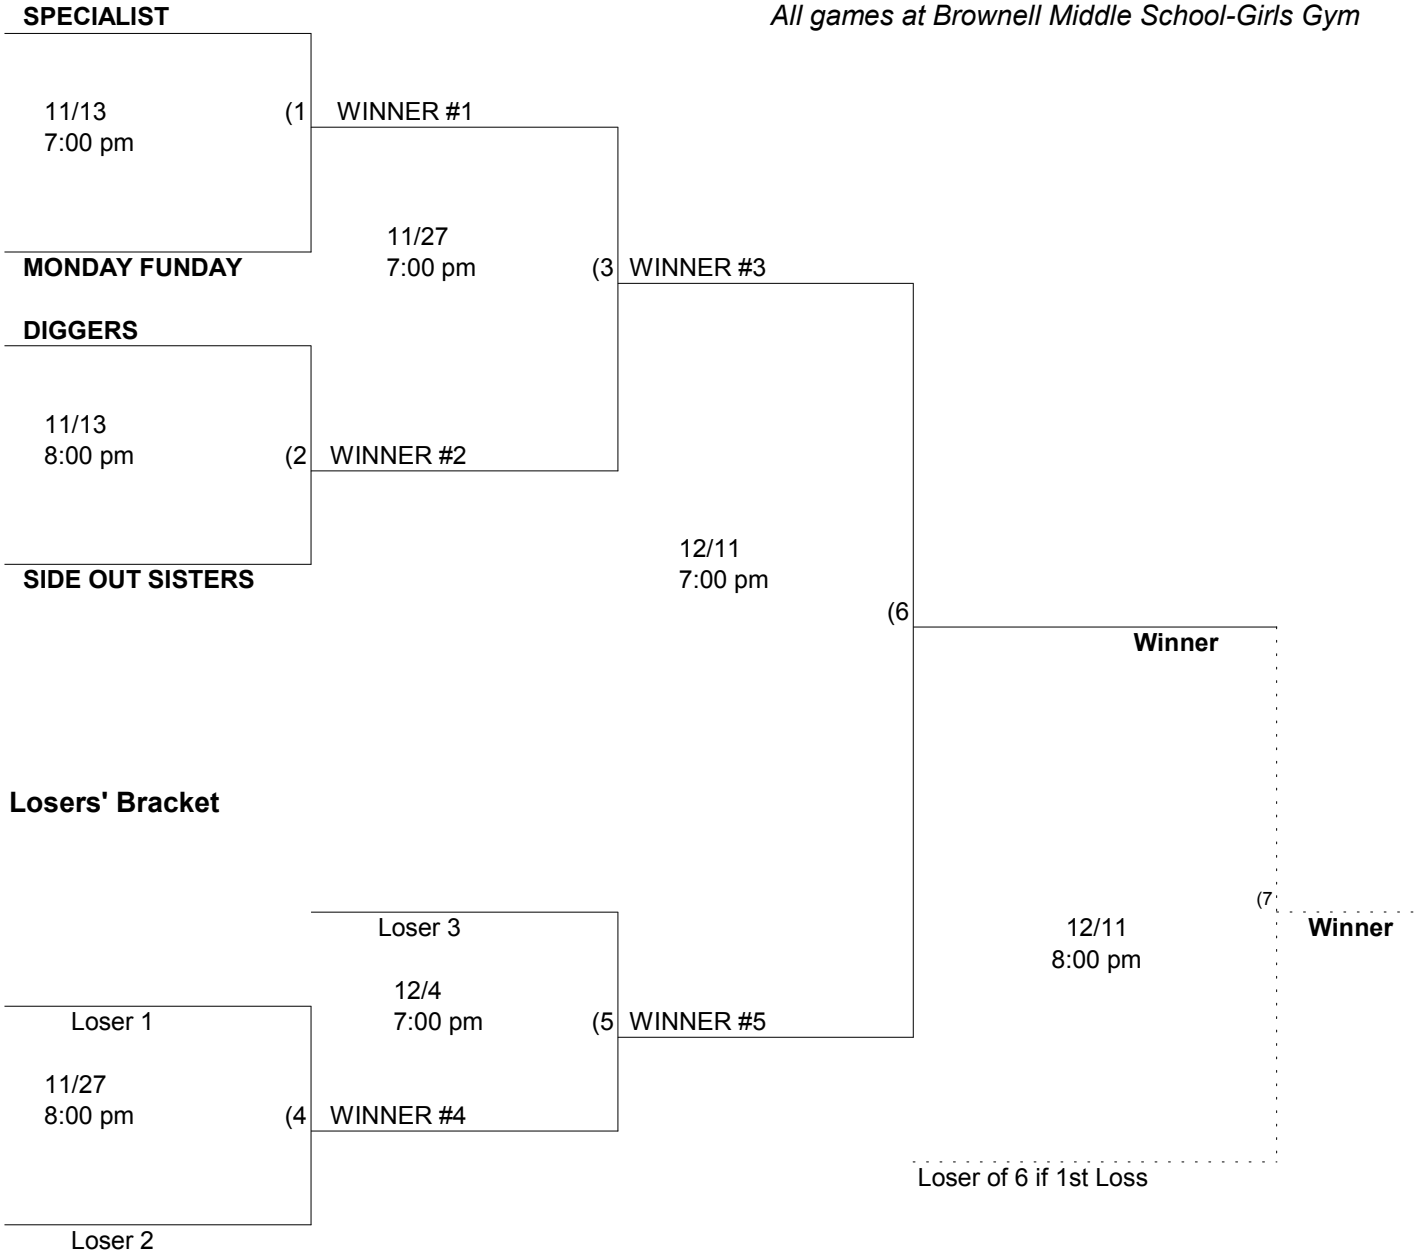 SPECIALIST
All games at Brownell Middle School-Girls Gym
11/13
7:00 pm
(1
WINNER #1
11/27
7:00 pm
(3
WINNER #3
MONDAY FUNDAY
DIGGERS
11/13
8:00 pm
(2
WINNER #2
SIDE OUT SISTERS
12/11
7:00 pm
(6
Winner
Losers' Bracket
Loser 3
12/4
7:00 pm
(5
WINNER #5
Loser 1
11/27
8:00 pm
(4
WINNER #4
Loser 2
12/11
8:00 pm
(7
Winner
Loser of 6 if 1st Loss